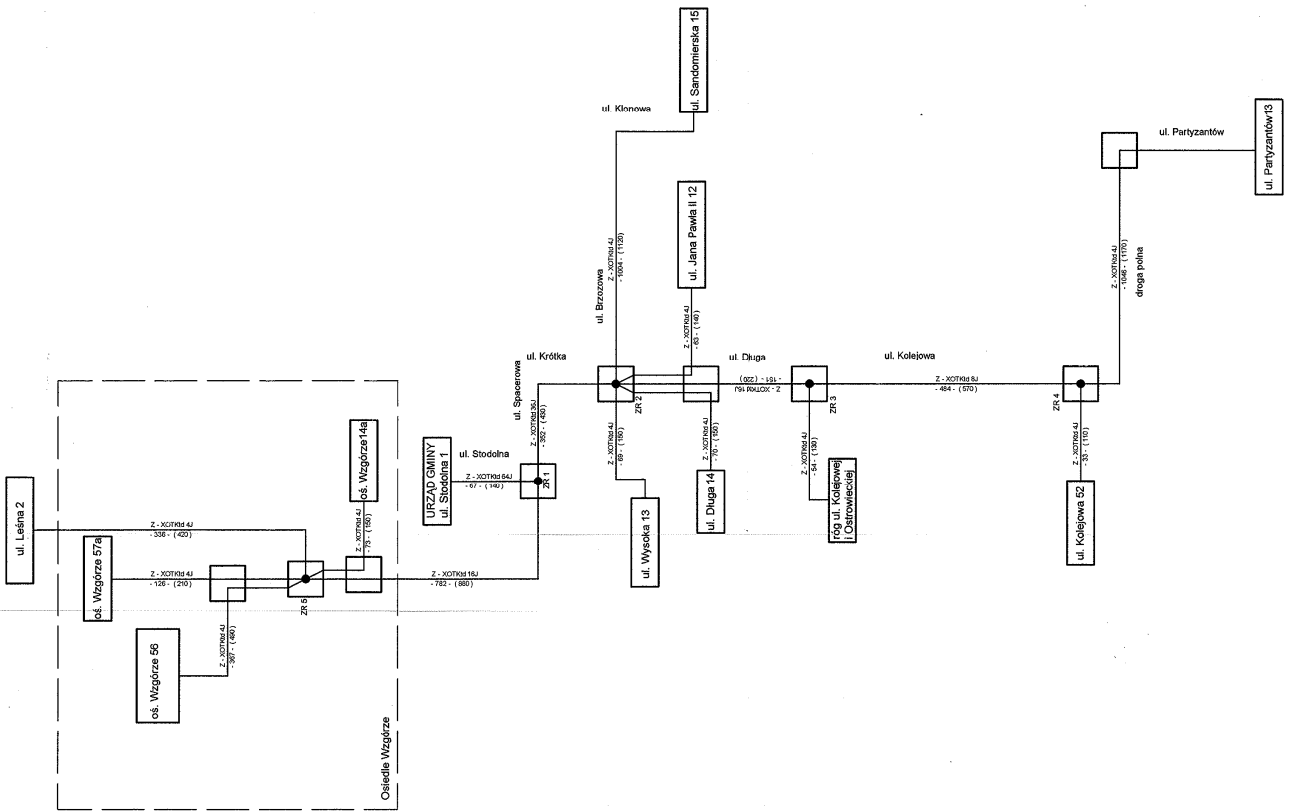 ul. Leśna 2
Z - XOTKtd 4J
- 336 - (420)
oś. Wzgórze 57a
Z - XOTKtd 4J
- 126 - (210)
oś. Wzgórze 56
Z - XOTKtd 4J
- 367 - (490)
ZR 5
oś. Wzgórze14a
Z - XOTKtd 4J
- 73 - (150)
Osiedle Wzgórze
Z - XOTKtd 16J
- 782 - (880)
URZĄD GMINY
ul. Stodolna 1
ul. Stodolna
Z - XOTKtd 64J
- 67 - (140)
ZR 1
ul. Spacerowa
Z - XOTKtd 36J
- 352 - (430)
ul. Krótka
ZR 2
ul. Brzozowa
Z - XOTKtd 4J
- 1004 - (1120)
ul. Klonowa
ul. Sandomierska 15
Z - XOTKtd 4J
- 69 - (150)
ul. Wysoka 13
ul. Jana Pawła II 12
Z - XOTKtd 4J
- 63 - (140)
Z - XOTKtd 4J
- 70 - (150)
ul. Długa 14
ul. Długa
Z - XOTKtd 16J
- 151 - (220)
ZR 3
Z - XOTKtd 4J
- 54 - (130)
róg ul. Kolejowej
i Ostrowieckiej
ul. Kolejowa
Z - XOTKtd 8J
- 484 - (570)
ZR 4
Z - XOTKtd 4J
- 33 - (110)
ul. Kolejowa 52
Z - XOTKtd 4J
- 1046 - (1170)
droga polna
ul. Partyzantów
ul. Partyzantów13